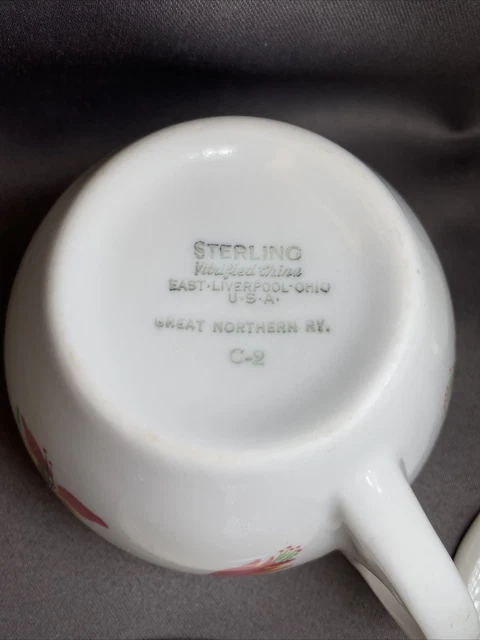 STERLING
Vitrified China
EAST·LIVERPOOL·OHIO
U·S·A·
GREAT NORTHERN RY.
C-2